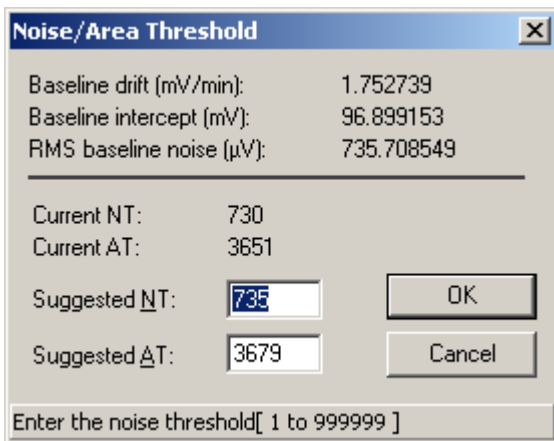 Noise/Area Threshold
Baseline drift (mV/min): 1.752739
Baseline intercept (mV): 96.899153
RMS baseline noise (µV): 735.708549
Current NT: 730
Current AT: 3651
Suggested NT: 735
OK
Suggested AT: 3679
Cancel
Enter the noise threshold[ 1 to 999999 ]